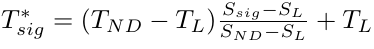 $T^*_{sig} = (T_{ND} - T_L)\frac{S_{sig} - S_L}{S_{ND} - S_L} + T_L$